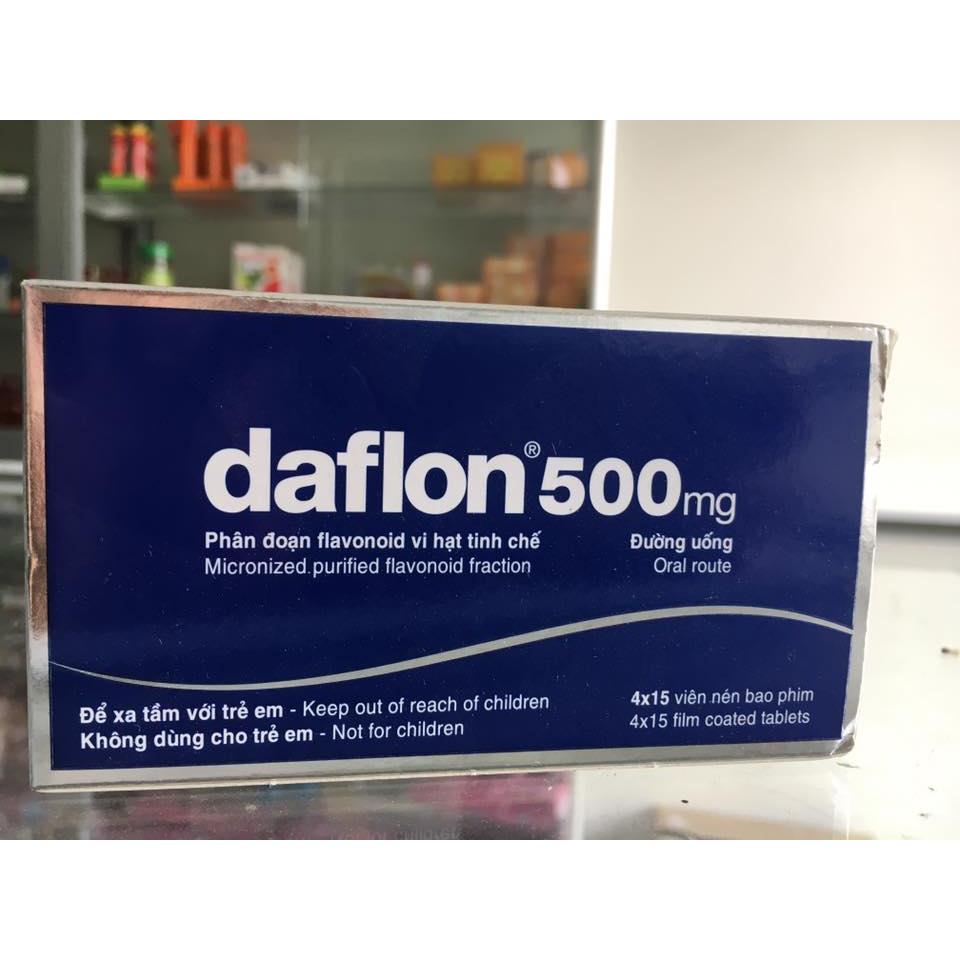 daflon® 500mg
Phân đoạn flavonoid vi hạt tinh chế
Micronized purified flavonoid fraction
Đường uống
Oral route
Để xa tầm với trẻ em - Keep out of reach of children
Không dùng cho trẻ em - Not for children
4x15 viên nén bao phim
4x15 film coated tablets